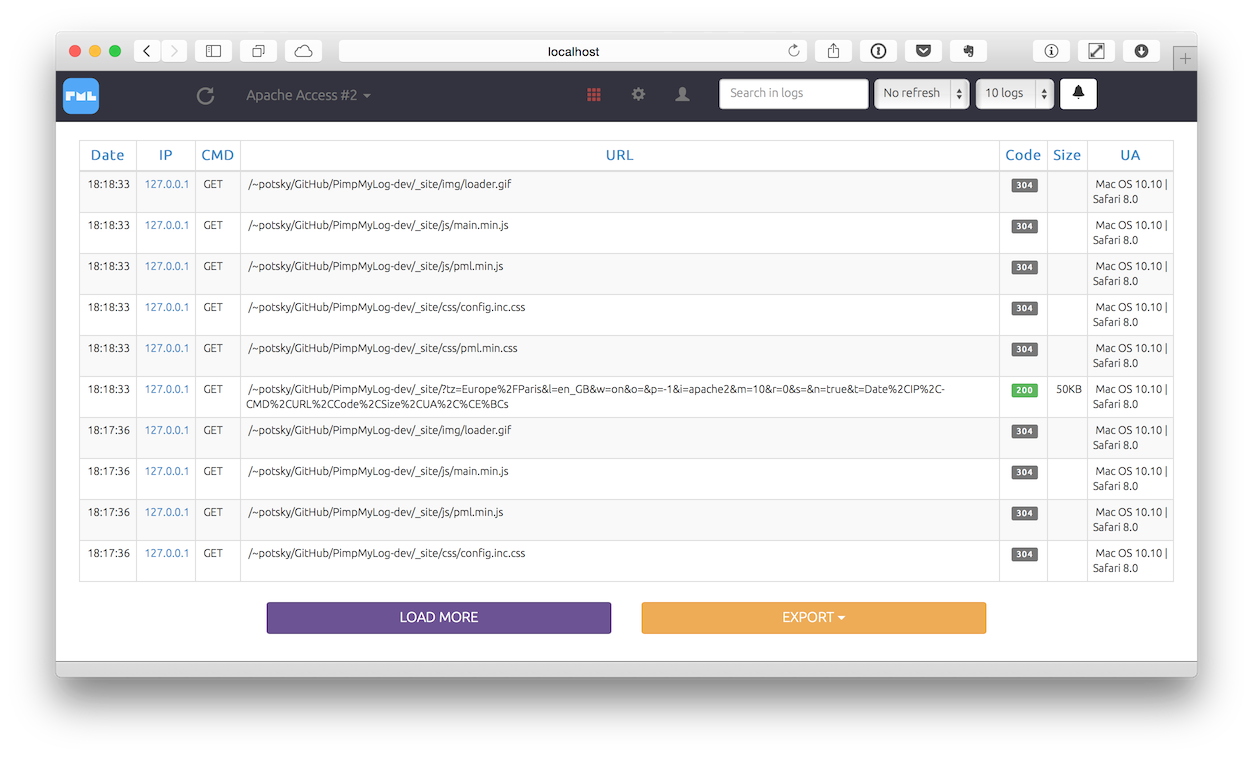 localhost
PML
Apache Access #2
Search in logs
No refresh
10 logs
Date IP CMD URL Code Size UA
18:18:33 127.0.0.1 GET /~potsky/GitHub/PimpMyLog-dev/_site/img/loader.gif 304 Mac OS 10.10 |
Safari 8.0
18:18:33 127.0.0.1 GET /~potsky/GitHub/PimpMyLog-dev/_site/js/main.min.js 304 Mac OS 10.10 |
Safari 8.0
18:18:33 127.0.0.1 GET /~potsky/GitHub/PimpMyLog-dev/_site/js/pml.min.js 304 Mac OS 10.10 |
Safari 8.0
18:18:33 127.0.0.1 GET /~potsky/GitHub/PimpMyLog-dev/_site/css/config.inc.css 304 Mac OS 10.10 |
Safari 8.0
18:18:33 127.0.0.1 GET /~potsky/GitHub/PimpMyLog-dev/_site/css/pml.min.css 304 Mac OS 10.10 |
Safari 8.0
18:18:33 127.0.0.1 GET /~potsky/GitHub/PimpMyLog-dev/_site/?tz=Europe%2FParis&l=en_GB&w=on&o=&p=-1&i=apache2&m=10&r=0&s=&n=true&t=Date%2CIP%2C- 200 50KB Mac OS 10.10 |
CMD%2CURL%2CCode%2CSize%2CUA%2C%CE%BCs Safari 8.0
18:17:36 127.0.0.1 GET /~potsky/GitHub/PimpMyLog-dev/_site/img/loader.gif 304 Mac OS 10.10 |
Safari 8.0
18:17:36 127.0.0.1 GET /~potsky/GitHub/PimpMyLog-dev/_site/js/main.min.js 304 Mac OS 10.10 |
Safari 8.0
18:17:36 127.0.0.1 GET /~potsky/GitHub/PimpMyLog-dev/_site/js/pml.min.js 304 Mac OS 10.10 |
Safari 8.0
18:17:36 127.0.0.1 GET /~potsky/GitHub/PimpMyLog-dev/_site/css/config.inc.css 304 Mac OS 10.10 |
Safari 8.0
LOAD MORE
EXPORT